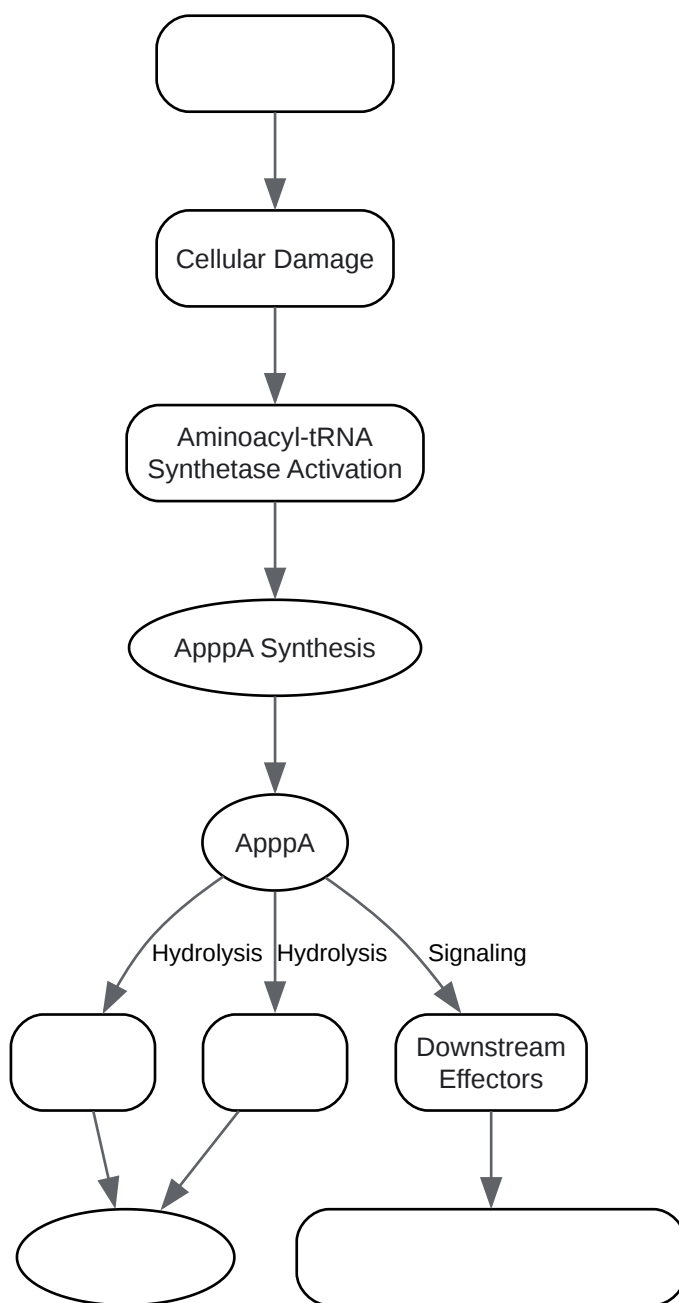 Cellular Damage
Aminoacyl-tRNA
Synthetase Activation
ApppA Synthesis
ApppA
Hydrolysis
Hydrolysis
Signaling
Downstream
Effectors